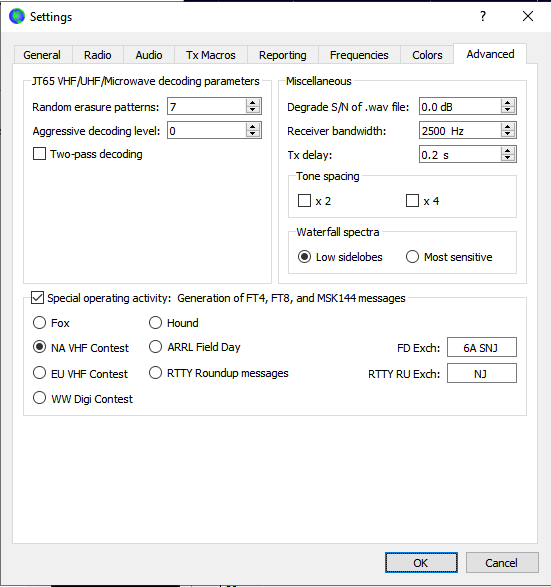 Settings
?
General Radio Audio Tx Macros Reporting Frequencies Colors Advanced
JT65 VHF/UHF/Microwave decoding parameters
Random erasure patterns: 7
Aggressive decoding level: 0
Two-pass decoding
Miscellaneous
Degrade S/N of .wav file: 0.0 dB
Receiver bandwidth: 2500 Hz
Tx delay: 0.2 s
Tone spacing
x 2 x 4
Waterfall spectra
Low sidelobes Most sensitive
Special operating activity: Generation of FT4, FT8, and MSK144 messages
Fox Hound
NA VHF Contest ARRL Field Day FD Exch: 6A SNJ
EU VHF Contest RTTY Roundup messages RTTY RU Exch: NJ
WW Digi Contest
OK Cancel